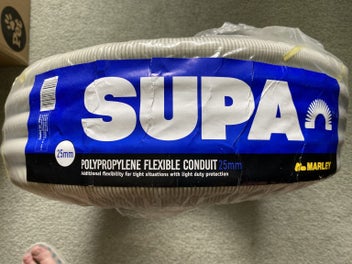 SUPA
25mm
POLYPROPYLENE FLEXIBLE CONDUIT 25mm
additional flexibility for tight situations with light duty protection
MARLEY